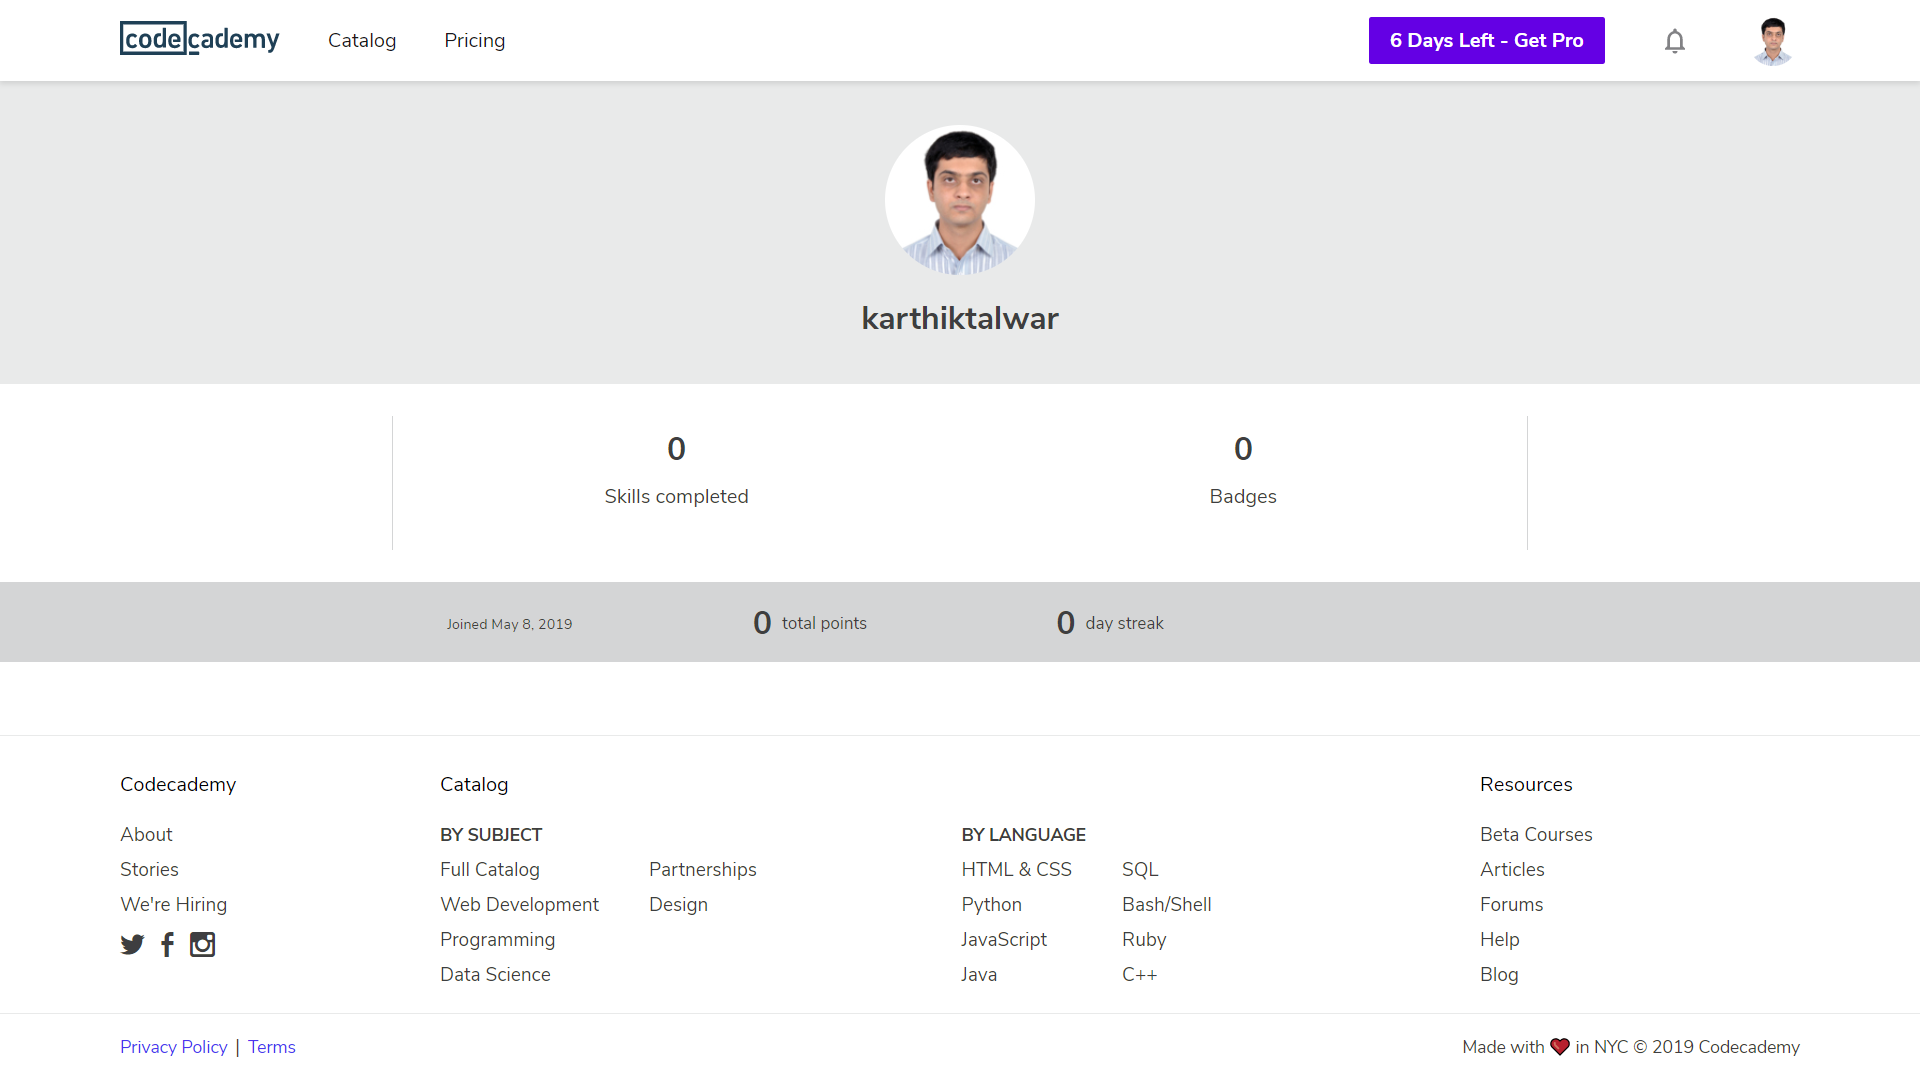 codecademy Catalog Pricing 6 Days Left - Get Pro
karthiktalwar
0 0
Skills completed Badges
Joined May 8, 2019 0 total points 0 day streak
Codecademy Catalog Resources
About BY SUBJECT BY LANGUAGE Beta Courses
Stories Full Catalog Partnerships HTML & CSS SQL Articles
We're Hiring Web Development Design Python Bash/Shell Forums
Programming JavaScript Ruby Help
Data Science Java C++ Blog
Privacy Policy | Terms Made with ❤ in NYC © 2019 Codecademy